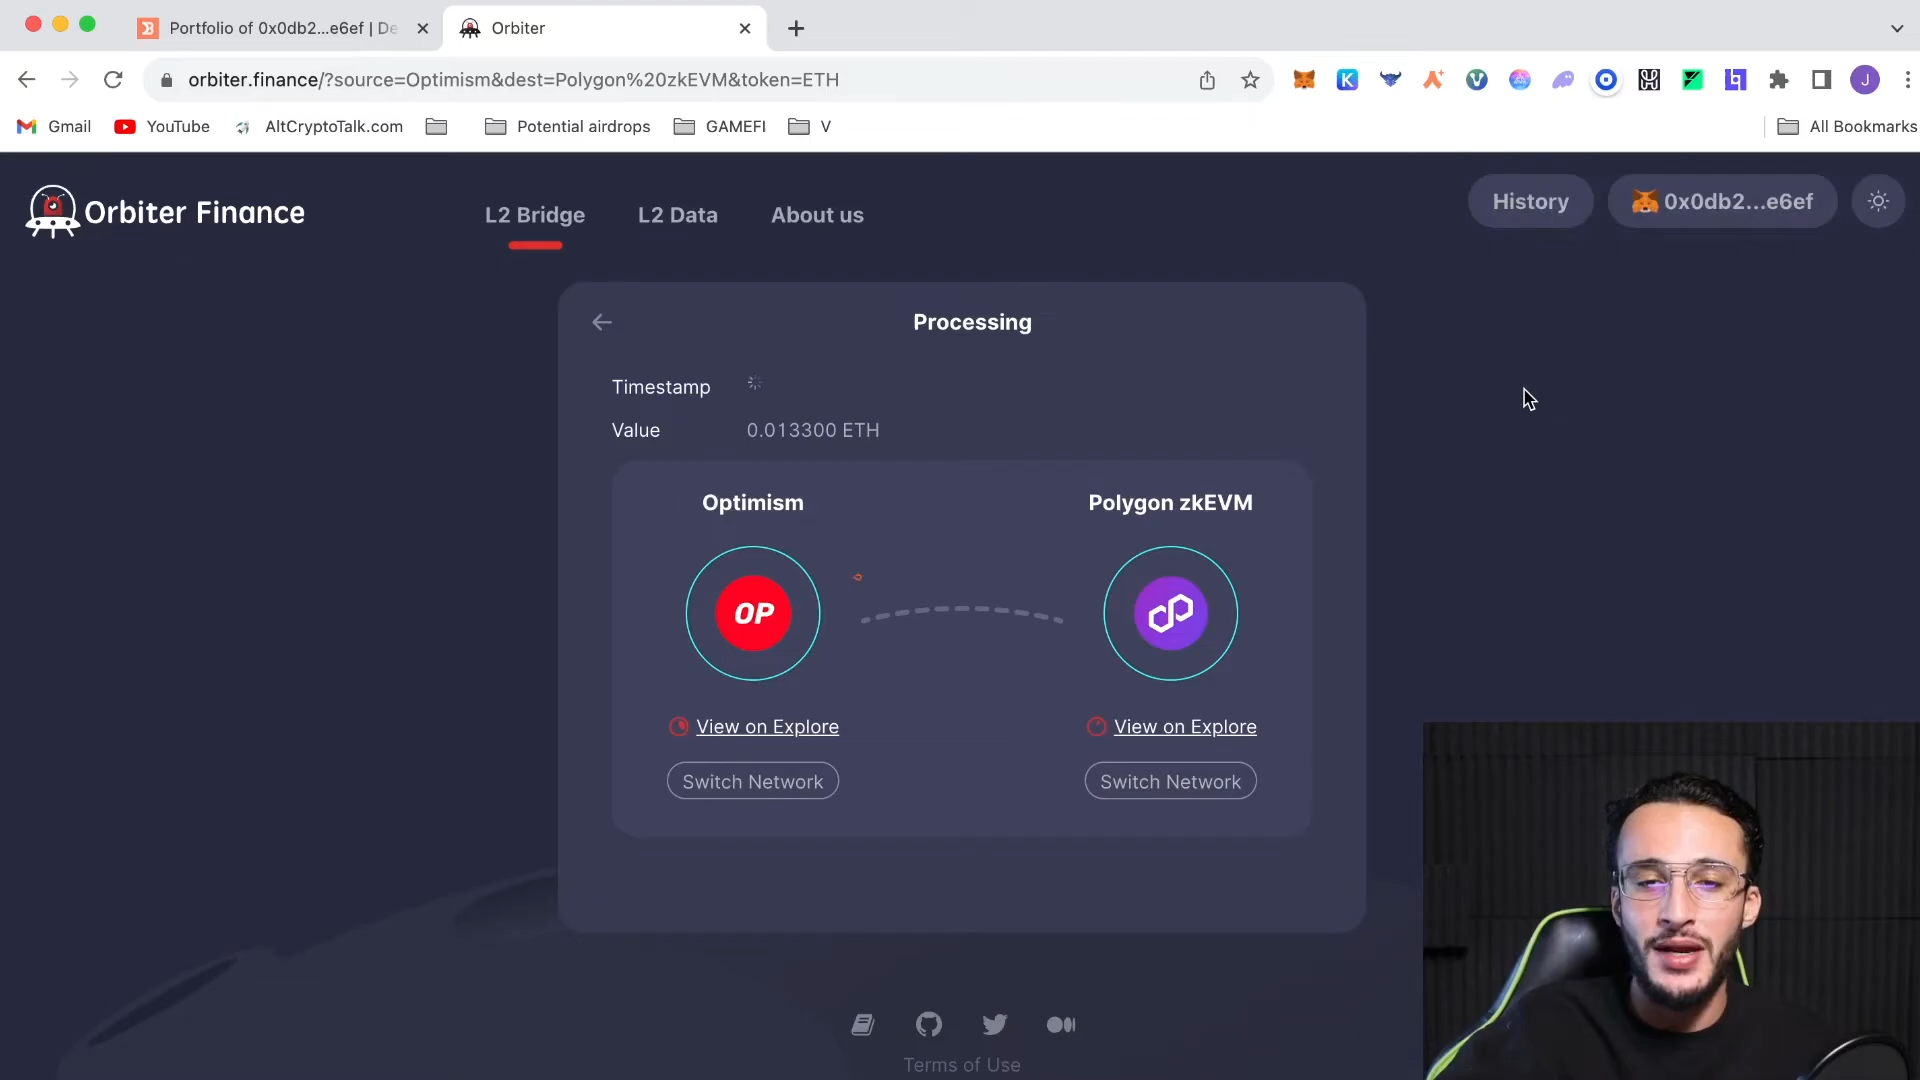 Portfolio of 0x0db2...e6ef | De
Orbiter
orbiter.finance/?source=Optimism&dest=Polygon%20zkEVM&token=ETH
J
Gmail
YouTube
AltCryptoTalk.com
Potential airdrops
GAMEFI
V
All Bookmarks
Orbiter Finance
L2 Bridge
L2 Data
About us
History
0x0db2...e6ef
Processing
Timestamp
Value 0.013300 ETH
Optimism
Polygon zkEVM
OP
View on Explore
View on Explore
Switch Network
Switch Network
Terms of Use